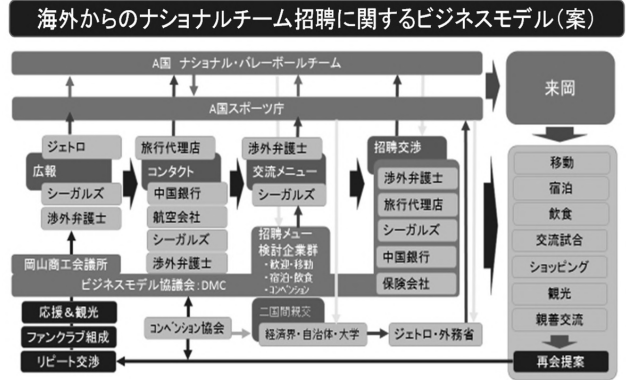 海外からのナショナルチーム招聘に関するビジネスモデル(案)
A国 ナショナル・バレーボールチーム
A国スポーツ庁
来岡
ジェトロ
広報
シーガルズ
渉外弁護士
岡山商工会議所
旅行代理店
コンタクト
中国銀行
航空会社
シーガルズ
渉外弁護士
渉外弁護士
交流メニュー
シーガルズ
招聘メュー
検討企業群
・歓迎・移動
・宿泊・飲食
・コンベンション
招聘交渉
渉外弁護士
旅行代理店
シーガルズ
中国銀行
保険会社
ビジネスモデル協議会:DMC
移動
宿泊
飲食
交流試合
ショッピング
観光
親善交流
再会提案
応援&観光
ファンクラブ組成
リピート交渉
コンベンション協会
二国間親交
経済界・自治体・大学
ジェトロ・外務省